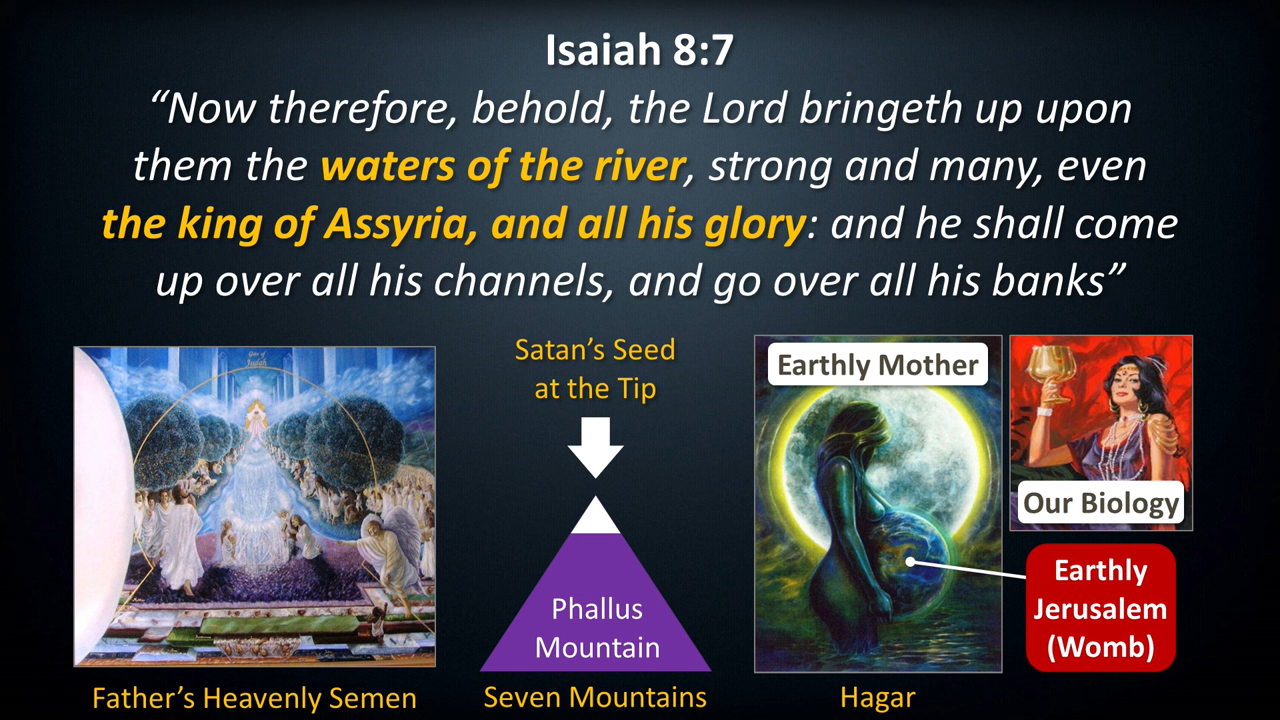 Isaiah 8:7
“Now therefore, behold, the Lord bringeth up upon
them the waters of the river, strong and many, even
the king of Assyria, and all his glory: and he shall come
up over all his channels, and go over all his banks”
Satan’s Seed
at the Tip
Phallus
Mountain
Earthly Mother
Our Biology
Earthly
Jerusalem
(Womb)
Father’s Heavenly Semen
Seven Mountains
Hagar